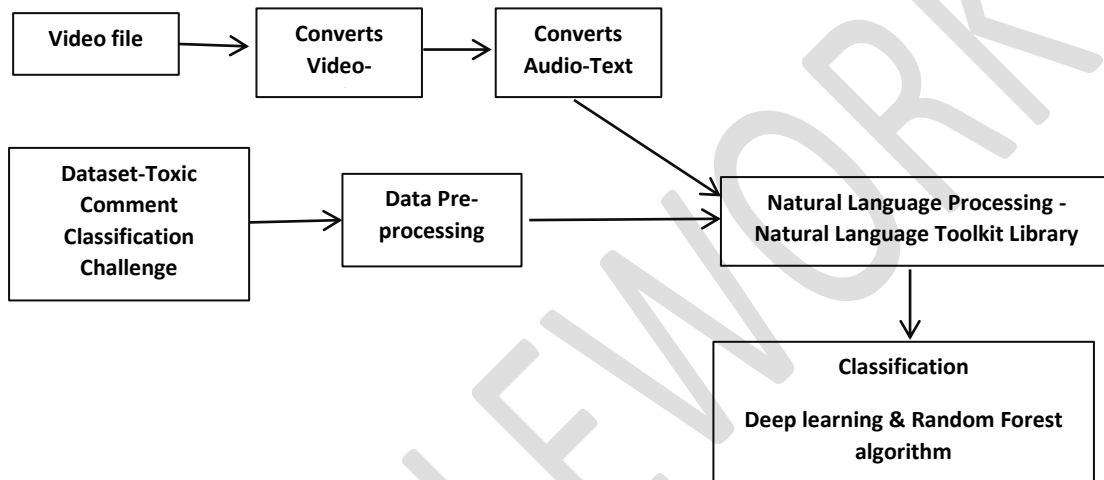 Video file
Converts
Video-
Converts
Audio-Text
Dataset-Toxic
Comment
Classification
Challenge
Data Pre-
processing
Natural Language Processing -
Natural Language Toolkit Library
Classification
Deep learning & Random Forest
algorithm
EWORK